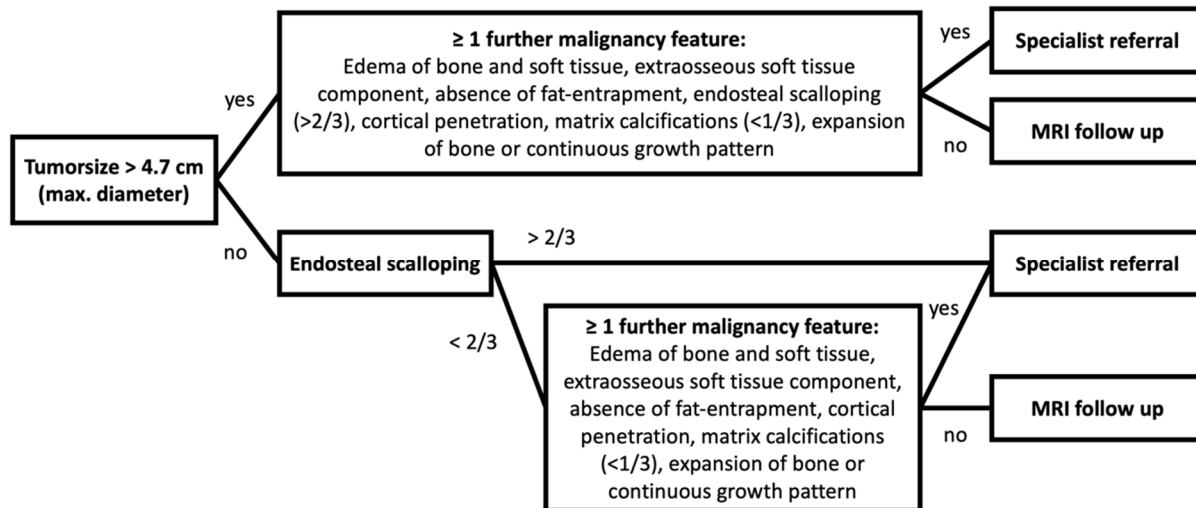 Tumorsize > 4.7 cm
(max. diameter)
yes
no
≥ 1 further malignancy feature:
Edema of bone and soft tissue, extraosseous soft tissue
component, absence of fat-entrapment, endosteal scalloping
(>2/3), cortical penetration, matrix calcifications (<1/3), expansion
of bone or continuous growth pattern
yes
no
Specialist referral
MRI follow up
Endosteal scalloping
> 2/3
< 2/3
≥ 1 further malignancy feature:
Edema of bone and soft tissue,
extraosseous soft tissue component,
absence of fat-entrapment, cortical
penetration, matrix calcifications
(<1/3), expansion of bone or
continuous growth pattern
yes
no
Specialist referral
MRI follow up